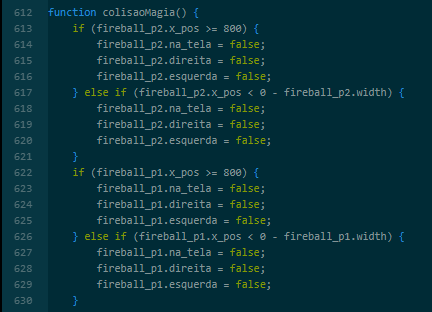 612 function colisaoMagia() {
613     if (fireball_p2.x_pos >= 800) {
614         fireball_p2.na_tela = false;
615         fireball_p2.direita = false;
616         fireball_p2.esquerda = false;
617     } else if (fireball_p2.x_pos < 0 - fireball_p2.width) {
618         fireball_p2.na_tela = false;
619         fireball_p2.direita = false;
620         fireball_p2.esquerda = false;
621     }
622     if (fireball_p1.x_pos >= 800) {
623         fireball_p1.na_tela = false;
624         fireball_p1.direita = false;
625         fireball_p1.esquerda = false;
626     } else if (fireball_p1.x_pos < 0 - fireball_p1.width) {
627         fireball_p1.na_tela = false;
628         fireball_p1.direita = false;
629         fireball_p1.esquerda = false;
630     }